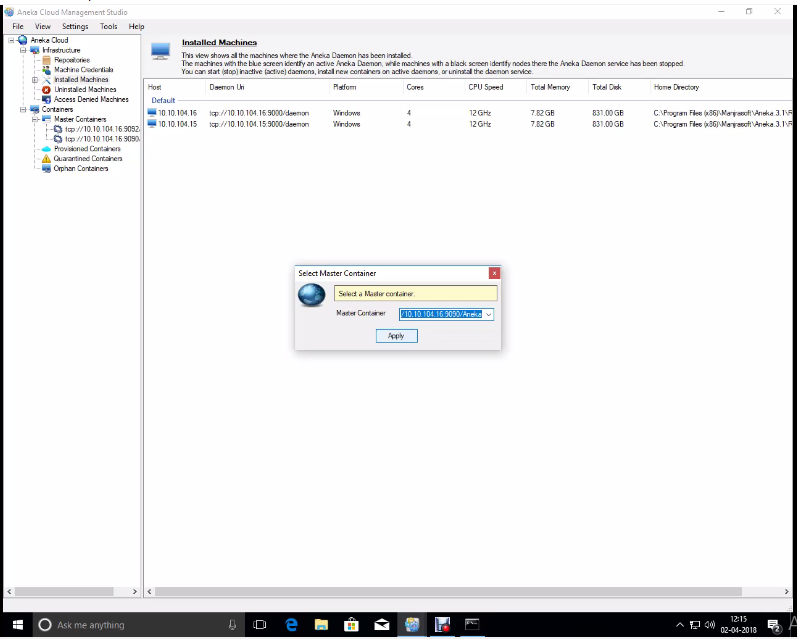 Aneka Cloud Management Studio
File View Settings Tools Help
Aneka Cloud
Infrastructure
Repositories
Machine Credentials
Installed Machines
Uninstalled Machines
Access Denied Machines
Containers
Master Containers
tcp://10.10.104.16:9092
tcp://10.10.104.16:9090
Provisioned Containers
Quarantined Containers
Orphan Containers
Installed Machines
This view shows all the machines where the Aneka Daemon has been installed.
The machines with the blue screen identify an active Aneka Daemon, while machines with a black screen identify nodes there the Aneka Daemon service has been stopped.
You can start (stop) inactive (active) daemons, install new containers on active daemons, or uninstall the daemon service.
Host Daemon Uri Platform Cores CPU Speed Total Memory Total Disk Home Directory
Default
10.10.104.16 tcp://10.10.104.16:9000/daemon Windows 4 12 GHz 7.82 GB 831.00 GB C:\Program Files (x86)\Manjrasoft\Aneka.3.1\R
10.10.104.15 tcp://10.10.104.15:9000/daemon Windows 4 12 GHz 7.82 GB 831.00 GB C:\Program Files (x86)\Manjrasoft\Aneka.3.1\R
Select Master Container
Select a Master container.
Master Container /10.10.104.16:9090/Aneka
Apply
Ask me anything
12:15
02-04-2018
2